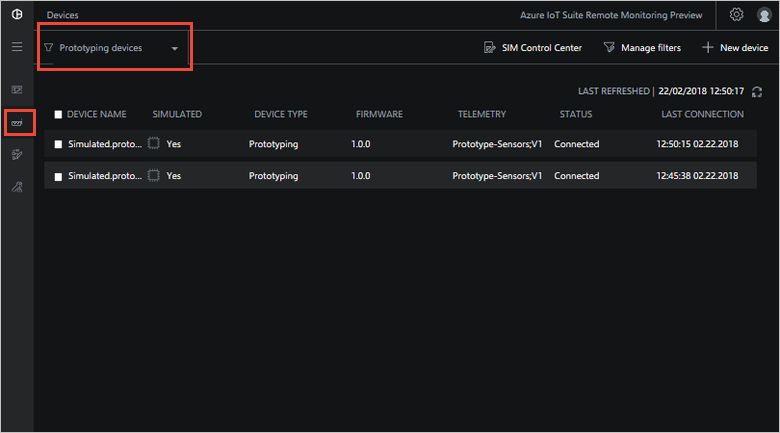 Devices Azure IoT Suite Remote Monitoring Preview
Prototyping devices SIM Control Center Manage filters New device
LAST REFRESHED | 22/02/2018 12:50:17
DEVICE NAME SIMULATED DEVICE TYPE FIRMWARE TELEMETRY STATUS LAST CONNECTION
Simulated.proto... Yes Prototyping 1.0.0 Prototype-Sensors;V1 Connected 12:50:15 02.22.2018
Simulated.proto... Yes Prototyping 1.0.0 Prototype-Sensors;V1 Connected 12:45:38 02.22.2018